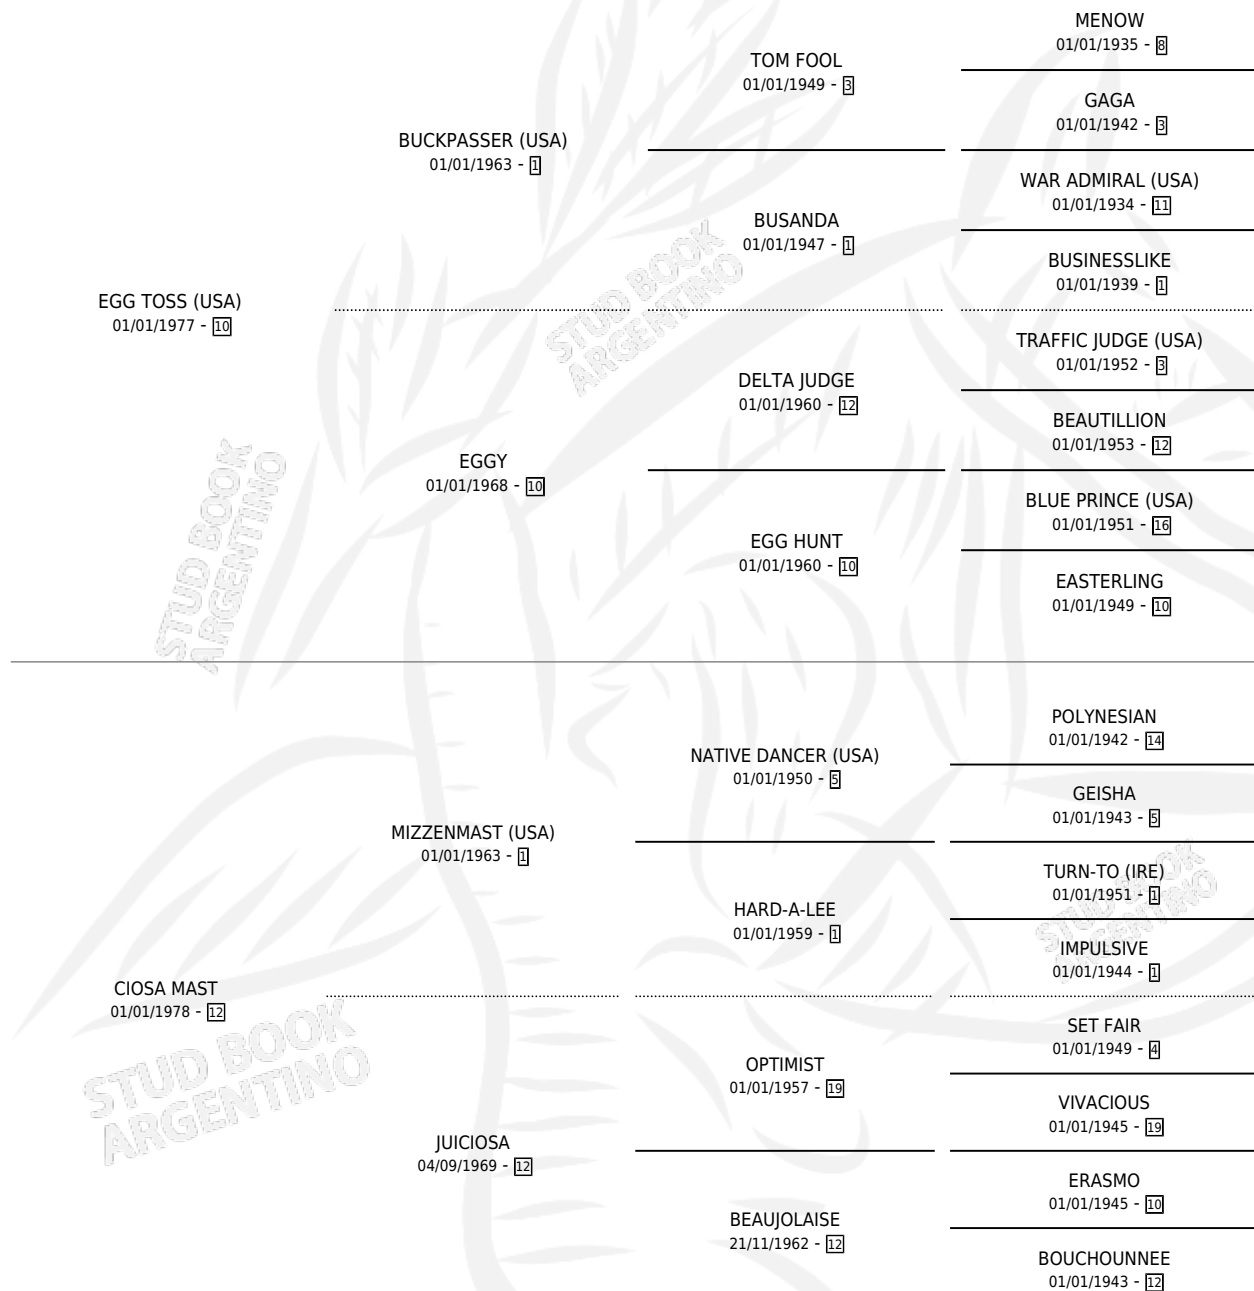 MENOW
01/01/1935 - 8
TOM FOOL
01/01/1949 - 3
GAGA
01/01/1942 - 3
BUCKPASSER (USA)
01/01/1963 - 1
WAR ADMIRAL (USA)
01/01/1934 - 11
BUSANDA
01/01/1947 - 1
BUSINESSLIKE
01/01/1939 - 1
EGG TOSS (USA)
01/01/1977 - 10
TRAFFIC JUDGE (USA)
01/01/1952 - 3
DELTA JUDGE
01/01/1960 - 12
BEAUTILLION
01/01/1953 - 12
EGGY
01/01/1968 - 10
BLUE PRINCE (USA)
01/01/1951 - 16
EGG HUNT
01/01/1960 - 10
EASTERLING
01/01/1949 - 10
POLYNESIAN
01/01/1942 - 14
NATIVE DANCER (USA)
01/01/1950 - 5
GEISHA
01/01/1943 - 5
MIZZENMAST (USA)
01/01/1963 - 1
TURN-TO (IRE)
01/01/1951 - 1
HARD-A-LEE
01/01/1959 - 1
IMPULSIVE
01/01/1944 - 1
CIOSA MAST
01/01/1978 - 12
SET FAIR
01/01/1949 - 4
OPTIMIST
01/01/1957 - 19
VIVACIOUS
01/01/1945 - 19
JUICIOSA
04/09/1969 - 12
ERASMO
01/01/1945 - 10
BEAUJOLAISE
21/11/1962 - 12
BOUCHOUNNEE
01/01/1943 - 12
STUD BOOK
ARGENTINO
STUD BOOK
ARGENTINO
STUD BOOK
ARGENTINO
STUD BOOK
ARGENTINO